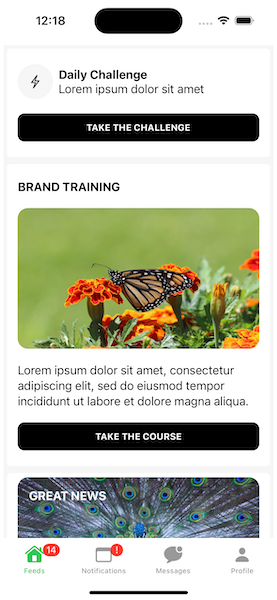 12:18
Daily Challenge
Lorem ipsum dolor sit amet
TAKE THE CHALLENGE
BRAND TRAINING
Lorem ipsum dolor sit amet, consectetur
adipiscing elit, sed do eiusmod tempor
incididunt ut labore et dolore magna aliqua.
TAKE THE COURSE
GREAT NEWS
14
!
Feeds
Notifications
Messages
Profile